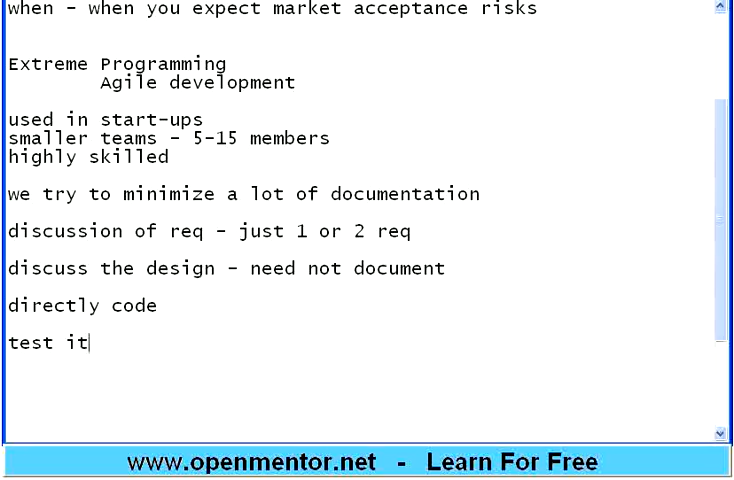 when - when you expect market acceptance risks
Extreme Programming
Agile development
used in start-ups
smaller teams - 5-15 members
highly skilled
we try to minimize a lot of documentation
discussion of req - just 1 or 2 req
discuss the design - need not document
directly code
test it
www.openmentor.net - Learn For Free